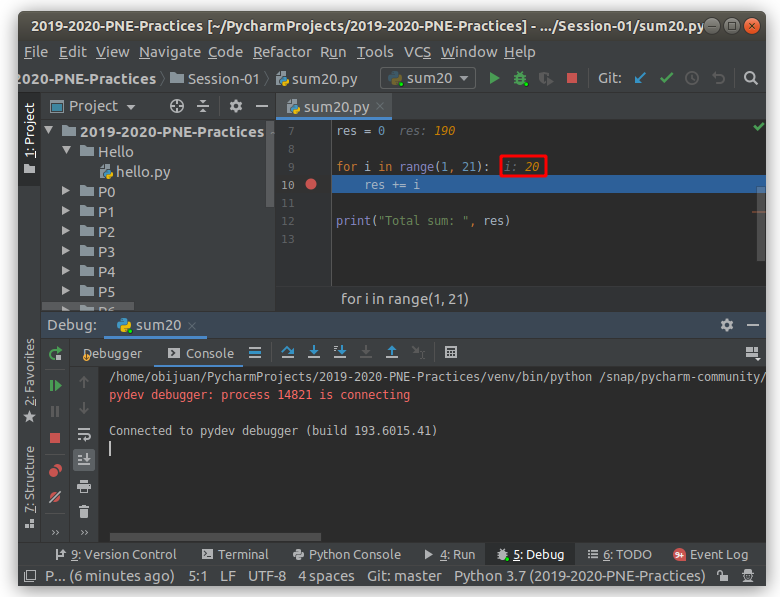 2019-2020-PNE-Practices [~/PycharmProjects/2019-2020-PNE-Practices] - .../Session-01/sum20.py
File Edit View Navigate Code Refactor Run Tools VCS Window Help
2020-PNE-Practices Session-01 sum20.py sum20 Git:
1: Project
Project
sum20.py
2019-2020-PNE-Practices
Hello
hello.py
P0
P1
P2
P3
P4
P5
7 res = 0 res: 190
8
9 for i in range(1, 21): i: 20
10 res += i
11
12 print("Total sum: ", res)
13
for i in range(1, 21)
Debug: sum20
Debugger Console
/home/obijuan/PycharmProjects/2019-2020-PNE-Practices/venv/bin/python /snap/pycharm-community/
pydev debugger: process 14821 is connecting
Connected to pydev debugger (build 193.6015.41)
2: Favorites
7: Structure
9: Version Control Terminal Python Console 4: Run 5: Debug 6: TODO 9+ Event Log
P... (6 minutes ago) 5:1 LF UTF-8 4 spaces Git: master Python 3.7 (2019-2020-PNE-Practices)